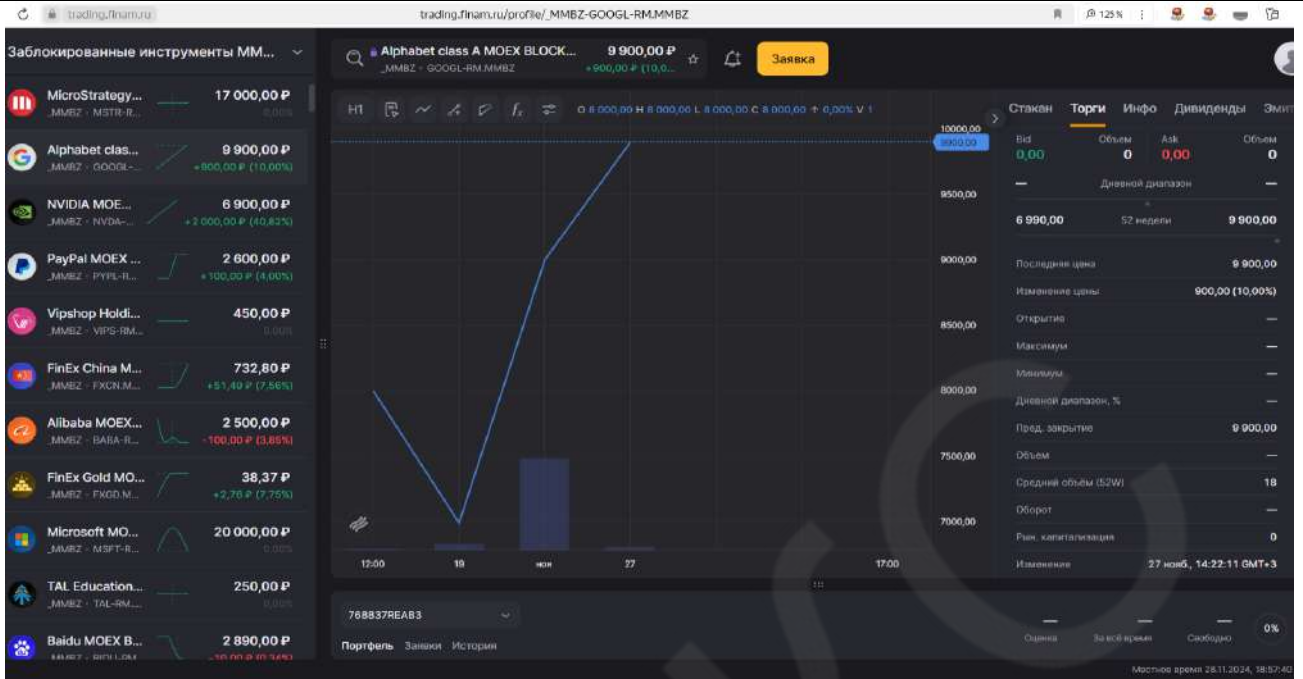 trading.finam.ru
trading.finam.ru/profile/_MMBZ-GOOGL-RM.MMBZ
125 %
Заблокированные инструменты ММ...
MicroStrategy...
17 000,00 ₽
_MMBZ - MSTR-R...
0,00%
Alphabet clas...
9 900,00 ₽
_MMBZ - GOOGL-...
+900,00 ₽ (10,00%)
NVIDIA MOE...
6 900,00 ₽
_MMBZ - NVDA-...
+2 000,00 ₽ (40,82%)
PayPal MOEX ...
2 600,00 ₽
_MMBZ - PYPL-R...
+100,00 ₽ (4,00%)
Vipshop Holdi...
450,00 ₽
_MMBZ - VIPS-RM...
0,00%
FinEx China M...
732,80 ₽
_MMBZ - FXCN.M...
+51,40 ₽ (7,56%)
Alibaba MOEX...
2 500,00 ₽
_MMBZ - BABA-R...
-100,00 ₽ (3,85%)
FinEx Gold MO...
38,37 ₽
_MMBZ - FXGD.M...
+2,76 ₽ (7,75%)
Microsoft MO...
20 000,00 ₽
_MMBZ - MSFT-R...
0,00%
TAL Education...
250,00 ₽
_MMBZ - TAL-RM....
0,00%
Baidu MOEX B...
2 890,00 ₽
Alphabet class A MOEX BLOCK...
9 900,00 ₽
_MMBZ - GOOGL-RM.MMBZ
+900,00 ₽ (10,0...
Заявка
H1
O 8 000,00 H 8 000,00 L 8 000,00 C 8 000,00 ↑ 0,00% V 1
10000,00
9900,00
9500,00
9000,00
8500,00
8000,00
7500,00
7000,00
12:00
19
ноя
27
17:00
Стакан Торги Инфо Дивиденды Эмит
Bid Объем Ask Объем
0,00 0 0,00 0
— Дневной диапазон —
6 990,00 52 недели 9 900,00
Последняя цена 9 900,00
Изменение цены 900,00 (10,00%)
Открытие —
Максимум —
Минимум —
Дневной диапазон, % —
Пред. закрытие 9 900,00
Объем —
Средний объём (52W) 18
Оборот —
Рын. капитализация 0
Изменение 27 нояб., 14:22:11 GMT+3
768837REAB3
Портфель Заявки История
Оценка
За всё время
Свободно
0%
Местное время 28.11.2024, 18:57:40